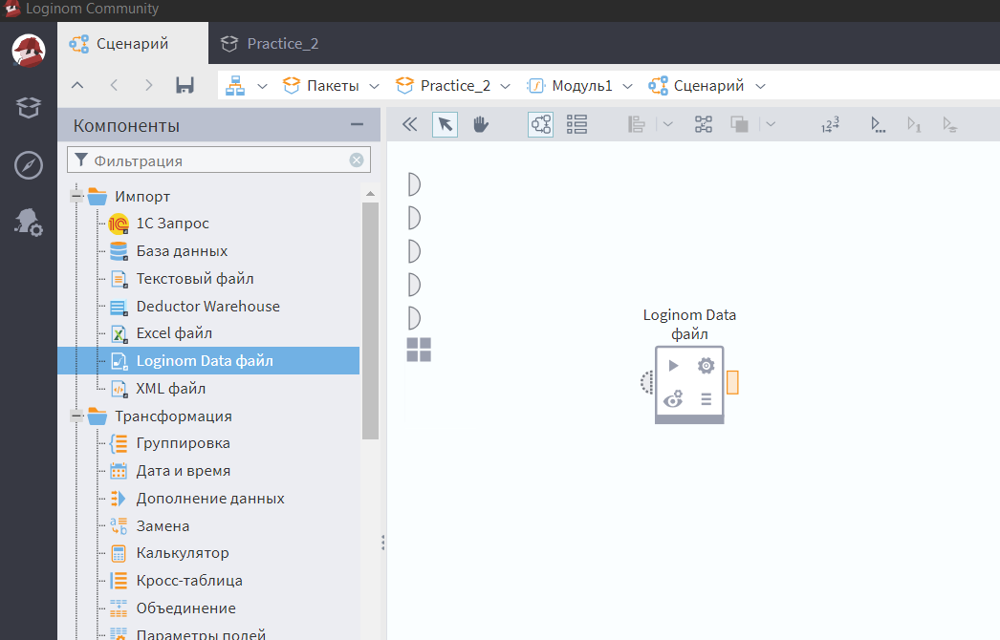 Loginom Community
Сценарий
Practice_2
Пакеты
Practice_2
Модуль1
Сценарий
Компоненты
Фильтрация
Импорт
1С Запрос
База данных
Текстовый файл
Deductor Warehouse
Excel файл
Loginom Data файл
XML файл
Трансформация
Группировка
Дата и время
Дополнение данных
Замена
Калькулятор
Кросс-таблица
Объединение
Параметры полей
Loginom Data
файл